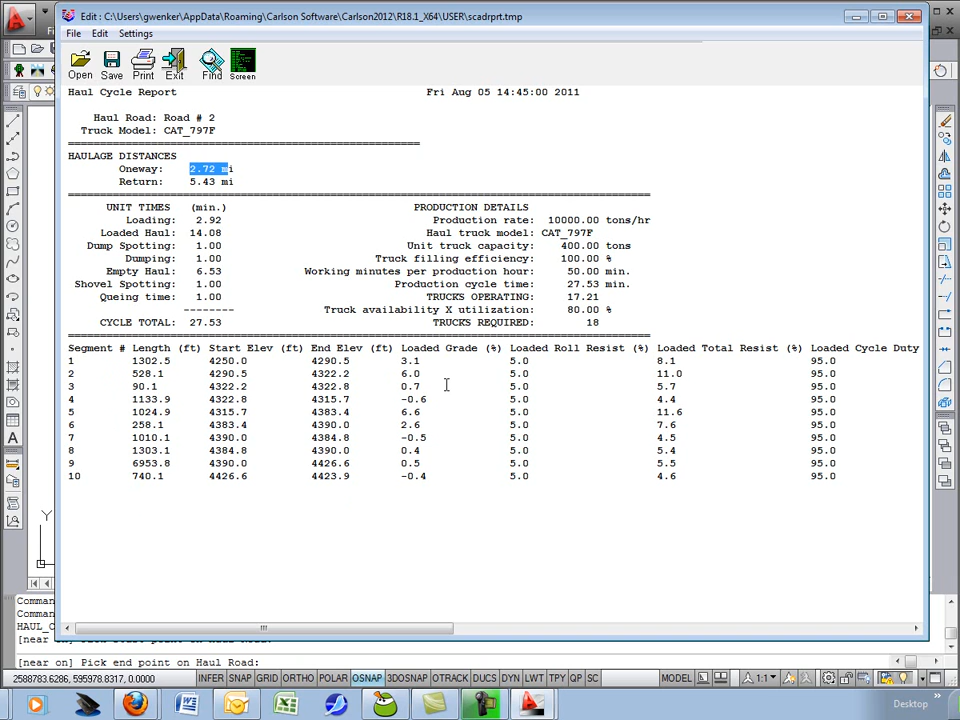 Edit : C:\Users\gwenker\AppData\Roaming\Carlson Software\Carlson2012\R18.1_X64\USER\scadrprt.tmp
File Edit Settings
Open Save Print Exit Find Screen
Haul Cycle Report Fri Aug 05 14:45:00 2011
Haul Road: Road # 2
Truck Model: CAT_797F
HAULAGE DISTANCES
Oneway: 2.72 mi
Return: 5.43 mi
UNIT TIMES (min.) PRODUCTION DETAILS
Loading: 2.92 Production rate: 10000.00 tons/hr
Loaded Haul: 14.08 Haul truck model: CAT_797F
Dump Spotting: 1.00 Unit truck capacity: 400.00 tons
Dumping: 1.00 Truck filling efficiency: 100.00 %
Empty Haul: 6.53 Working minutes per production hour: 50.00 min.
Shovel Spotting: 1.00 Production cycle time: 27.53 min.
Queing time: 1.00 TRUCKS OPERATING: 17.21
-------- Truck availability X utilization: 80.00 %
CYCLE TOTAL: 27.53 TRUCKS REQUIRED: 18
Segment # Length (ft) Start Elev (ft) End Elev (ft) Loaded Grade (%) Loaded Roll Resist (%) Loaded Total Resist (%) Loaded Cycle Duty
1 1302.5 4250.0 4290.5 3.1 5.0 8.1 95.0
2 528.1 4290.5 4322.2 6.0 5.0 11.0 95.0
3 90.1 4322.2 4322.8 0.7 5.0 5.7 95.0
4 1133.9 4322.8 4315.7 -0.6 5.0 4.4 95.0
5 1024.9 4315.7 4383.4 6.6 5.0 11.6 95.0
6 258.1 4383.4 4390.0 2.6 5.0 7.6 95.0
7 1010.1 4390.0 4384.8 -0.5 5.0 4.5 95.0
8 1303.1 4384.8 4390.0 0.4 5.0 5.4 95.0
9 6953.8 4390.0 4426.6 0.5 5.0 5.5 95.0
10 740.1 4426.6 4423.9 -0.4 5.0 4.6 95.0
Y
Comman
Comman
HAUL_C
[near on] Pick end point on Haul Road:
2588783.6286, 595978.8317, 0.0000 INFER SNAP GRID ORTHO POLAR OSNAP 3DOSNAP OTRACK DUCS DYN LWT TPY QP SC MODEL 1:1
Desktop